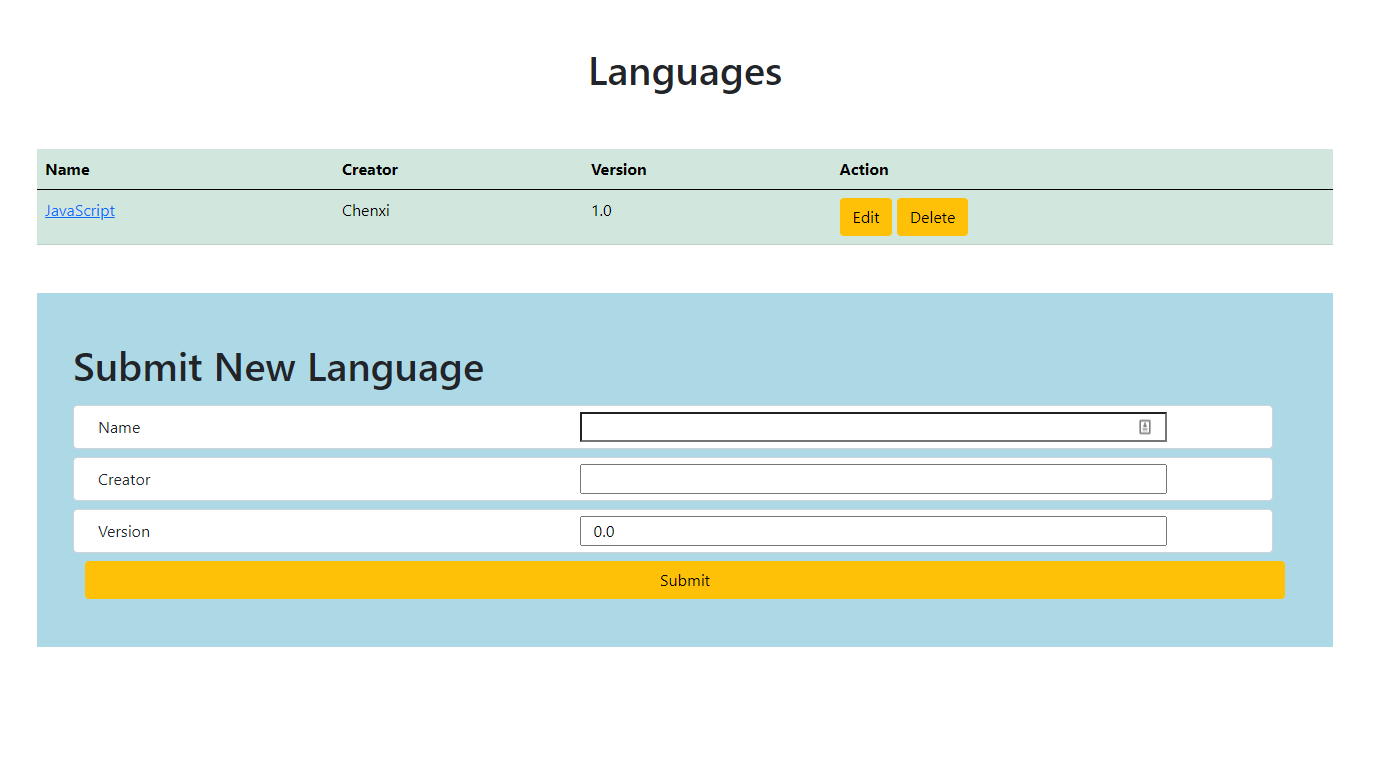 Languages
Name Creator Version Action
JavaScript Chenxi 1.0 Edit Delete
Submit New Language
Name
Creator
Version 0.0
Submit